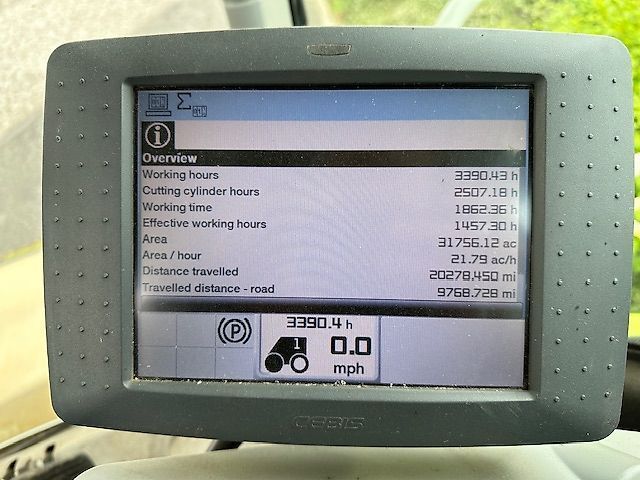 Overview
Working hours 3390.43 h
Cutting cylinder hours 2507.18 h
Working time 1862.36 h
Effective working hours 1457.30 h
Area 31756.12 ac
Area / hour 21.79 ac/h
Distance travelled 20278.450 mi
Travelled distance - road 9768.728 mi
3390.4 h
P
1
0.0
mph
CEBIS